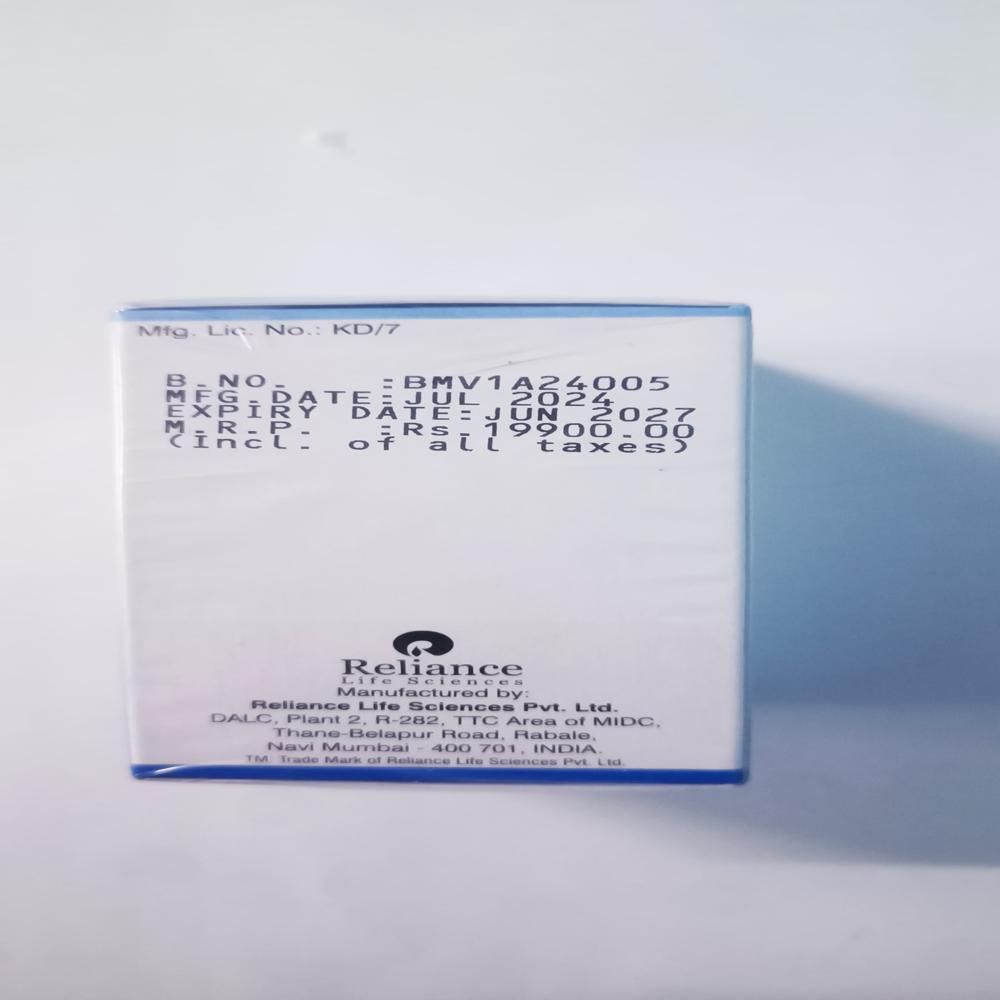 Mfg. Lic. No.: KD/7
B.NO. :BMV1A24005
MFG.DATE:JUL 2024
EXPIRY DATE:JUN 2027
M.R.P. :Rs.19900.00
(Incl. of all taxes)
Reliance
Life Sciences
Manufactured by:
Reliance Life Sciences Pvt. Ltd.
DALC, Plant 2, R-282, TTC Area of MIDC,
Thane-Belapur Road, Rabale,
Navi Mumbai - 400 701, INDIA.
TM: Trade Mark of Reliance Life Sciences Pvt. Ltd.